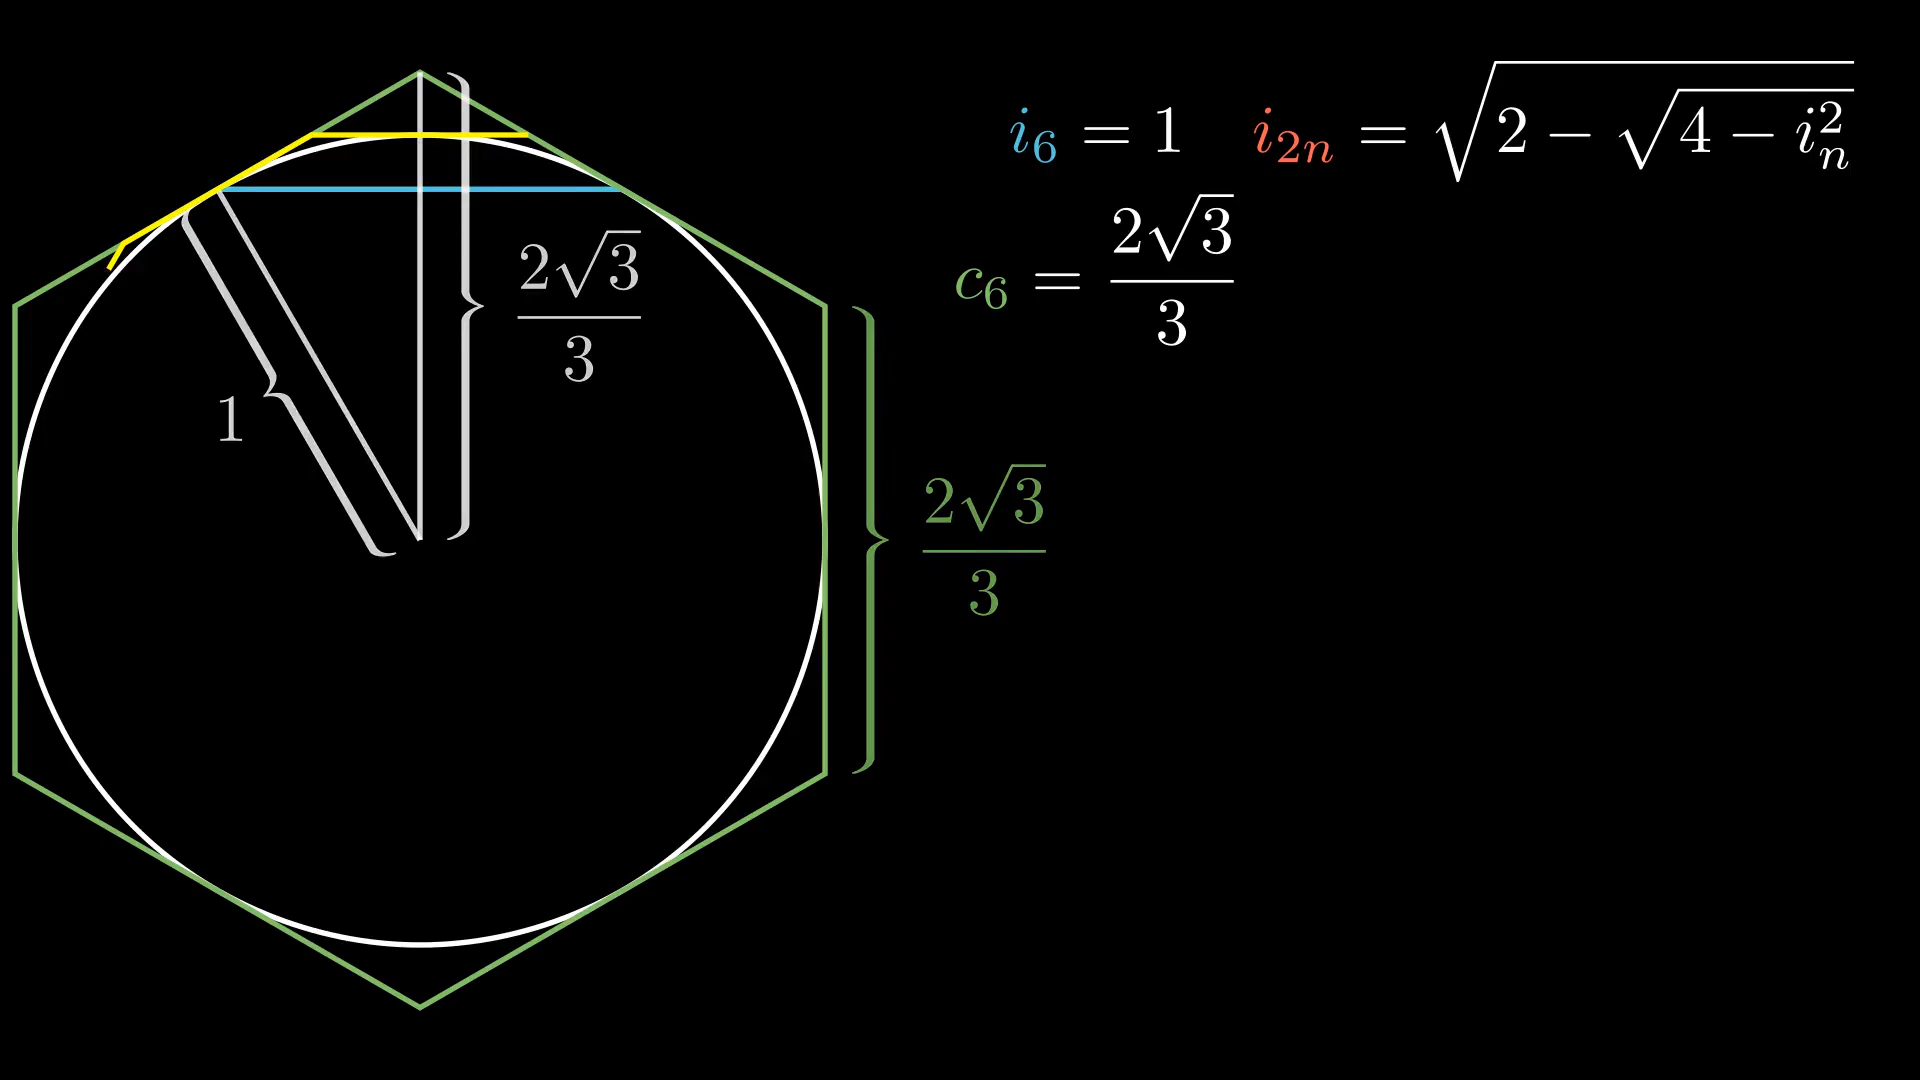 i₆ = 1 i₂ₙ = √(2 − √(4 − iₙ²))
c₆ = 2√3/3
2√3/3
1
2√3/3